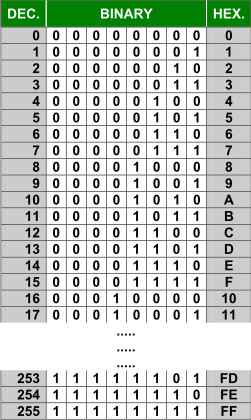 DEC. BINARY HEX.
0 0 0 0 0 0 0 0 0 0
1 0 0 0 0 0 0 0 1 1
2 0 0 0 0 0 0 1 0 2
3 0 0 0 0 0 0 1 1 3
4 0 0 0 0 0 1 0 0 4
5 0 0 0 0 0 1 0 1 5
6 0 0 0 0 0 1 1 0 6
7 0 0 0 0 0 1 1 1 7
8 0 0 0 0 1 0 0 0 8
9 0 0 0 0 1 0 0 1 9
10 0 0 0 0 1 0 1 0 A
11 0 0 0 0 1 0 1 1 B
12 0 0 0 0 1 1 0 0 C
13 0 0 0 0 1 1 0 1 D
14 0 0 0 0 1 1 1 0 E
15 0 0 0 0 1 1 1 1 F
16 0 0 0 1 0 0 0 0 10
17 0 0 0 1 0 0 0 1 11
.....
.....
.....
253 1 1 1 1 1 1 0 1 FD
254 1 1 1 1 1 1 1 0 FE
255 1 1 1 1 1 1 1 1 FF